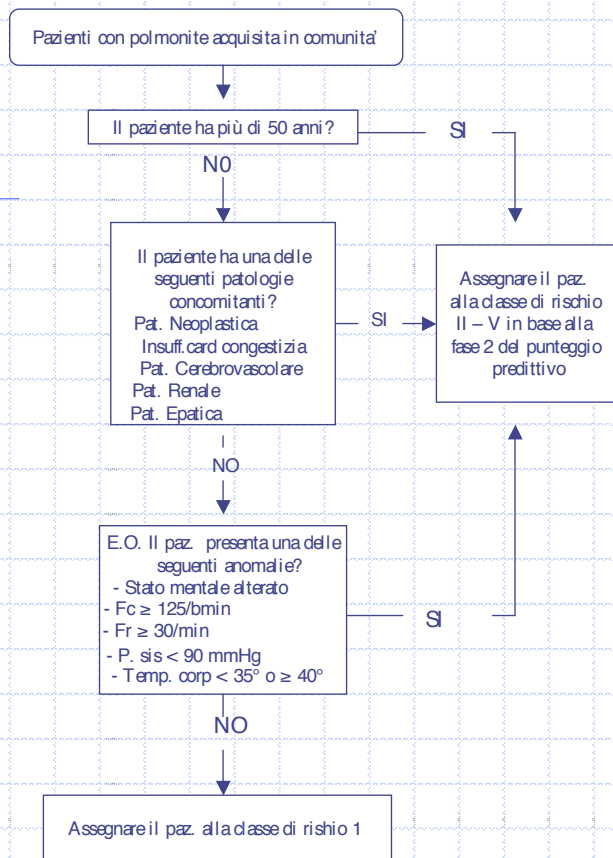 Pazienti con polmonite acquisita in comunita'
Il paziente ha più di 50 anni?
SI
N0
Il paziente ha una delle
seguenti patologie
concomitanti?
Pat. Neoplastica
Insuff.card congestizia
Pat. Cerebrovascolare
Pat. Renale
Pat. Epatica
SI
Assegnare il paz.
alla classe di rischio
II – V in base alla
fase 2 del punteggio
predittivo
NO
E.O. Il paz. presenta una delle
seguenti anomalie?
- Stato mentale alterato
- Fc ≥ 125/bmin
- Fr ≥ 30/min
- P. sis < 90 mmHg
- Temp. corp < 35° o ≥ 40°
SI
NO
Assegnare il paz. alla classe di rishio 1